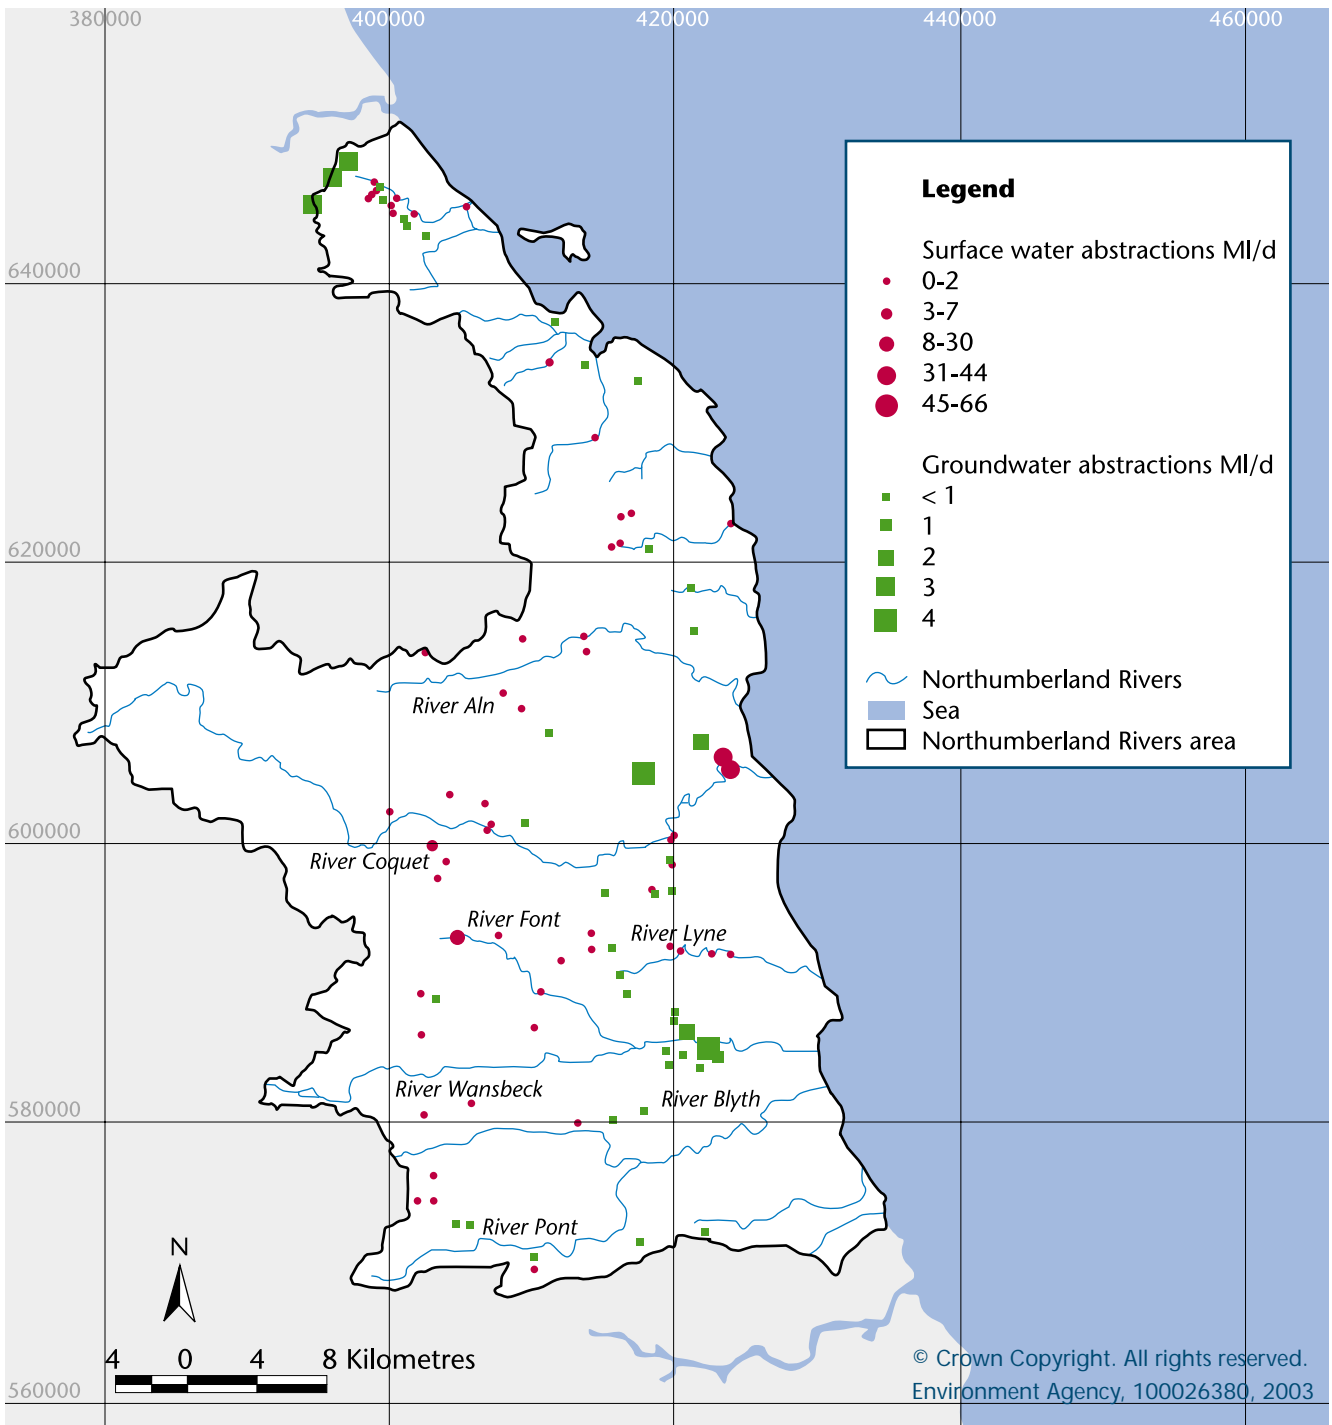 380000 400000 420000 440000 460000
640000
620000
600000
580000
560000
Legend
Surface water abstractions Ml/d
0-2
3-7
8-30
31-44
45-66
Groundwater abstractions Ml/d
< 1
1
2
3
4
Northumberland Rivers
Sea
Northumberland Rivers area
River Aln
River Coquet
River Font
River Lyne
River Wansbeck
River Blyth
River Pont
N
4 0 4 8 Kilometres
© Crown Copyright. All rights reserved.
Environment Agency, 100026380, 2003